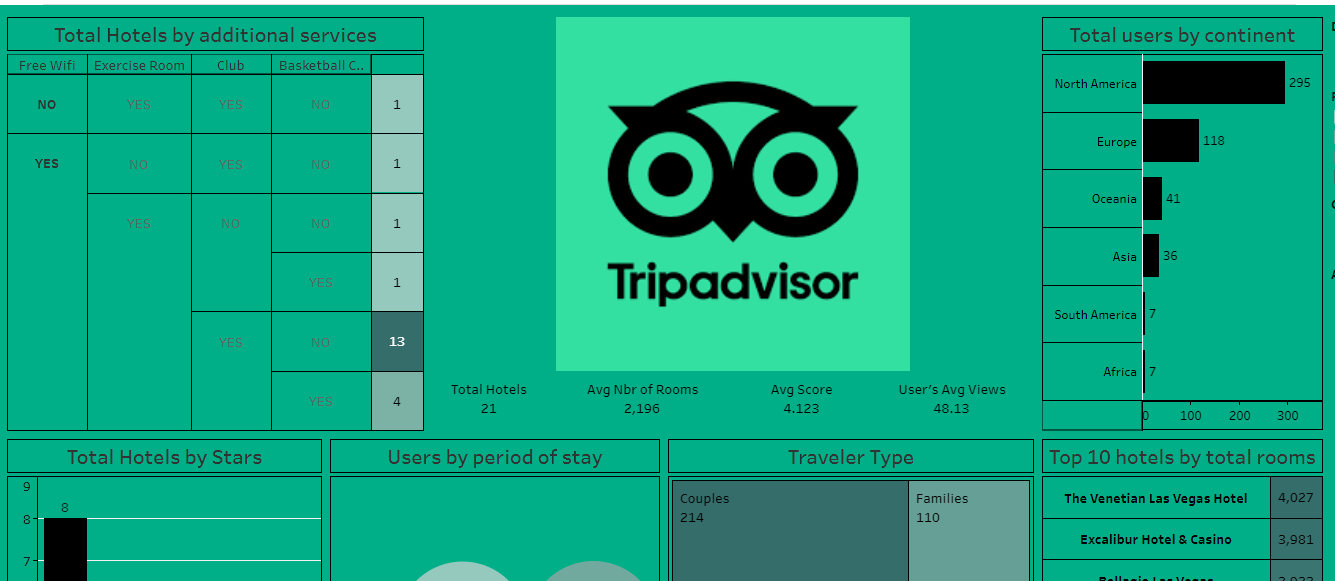 Total Hotels by additional services
Free Wifi Exercise Room Club Basketball C..
NO YES YES NO 1
YES NO YES NO 1
YES NO NO 1
YES 1
YES NO 13
YES 4
Tripadvisor
Total Hotels Avg Nbr of Rooms Avg Score User's Avg Views
21 2,196 4.123 48.13
Total users by continent
North America 295
Europe 118
Oceania 41
Asia 36
South America 7
Africa 7
0 100 200 300
Total Hotels by Stars
9
8
8
7
Users by period of stay
Traveler Type
Couples Families
214 110
Top 10 hotels by total rooms
The Venetian Las Vegas Hotel 4,027
Excalibur Hotel & Casino 3,981